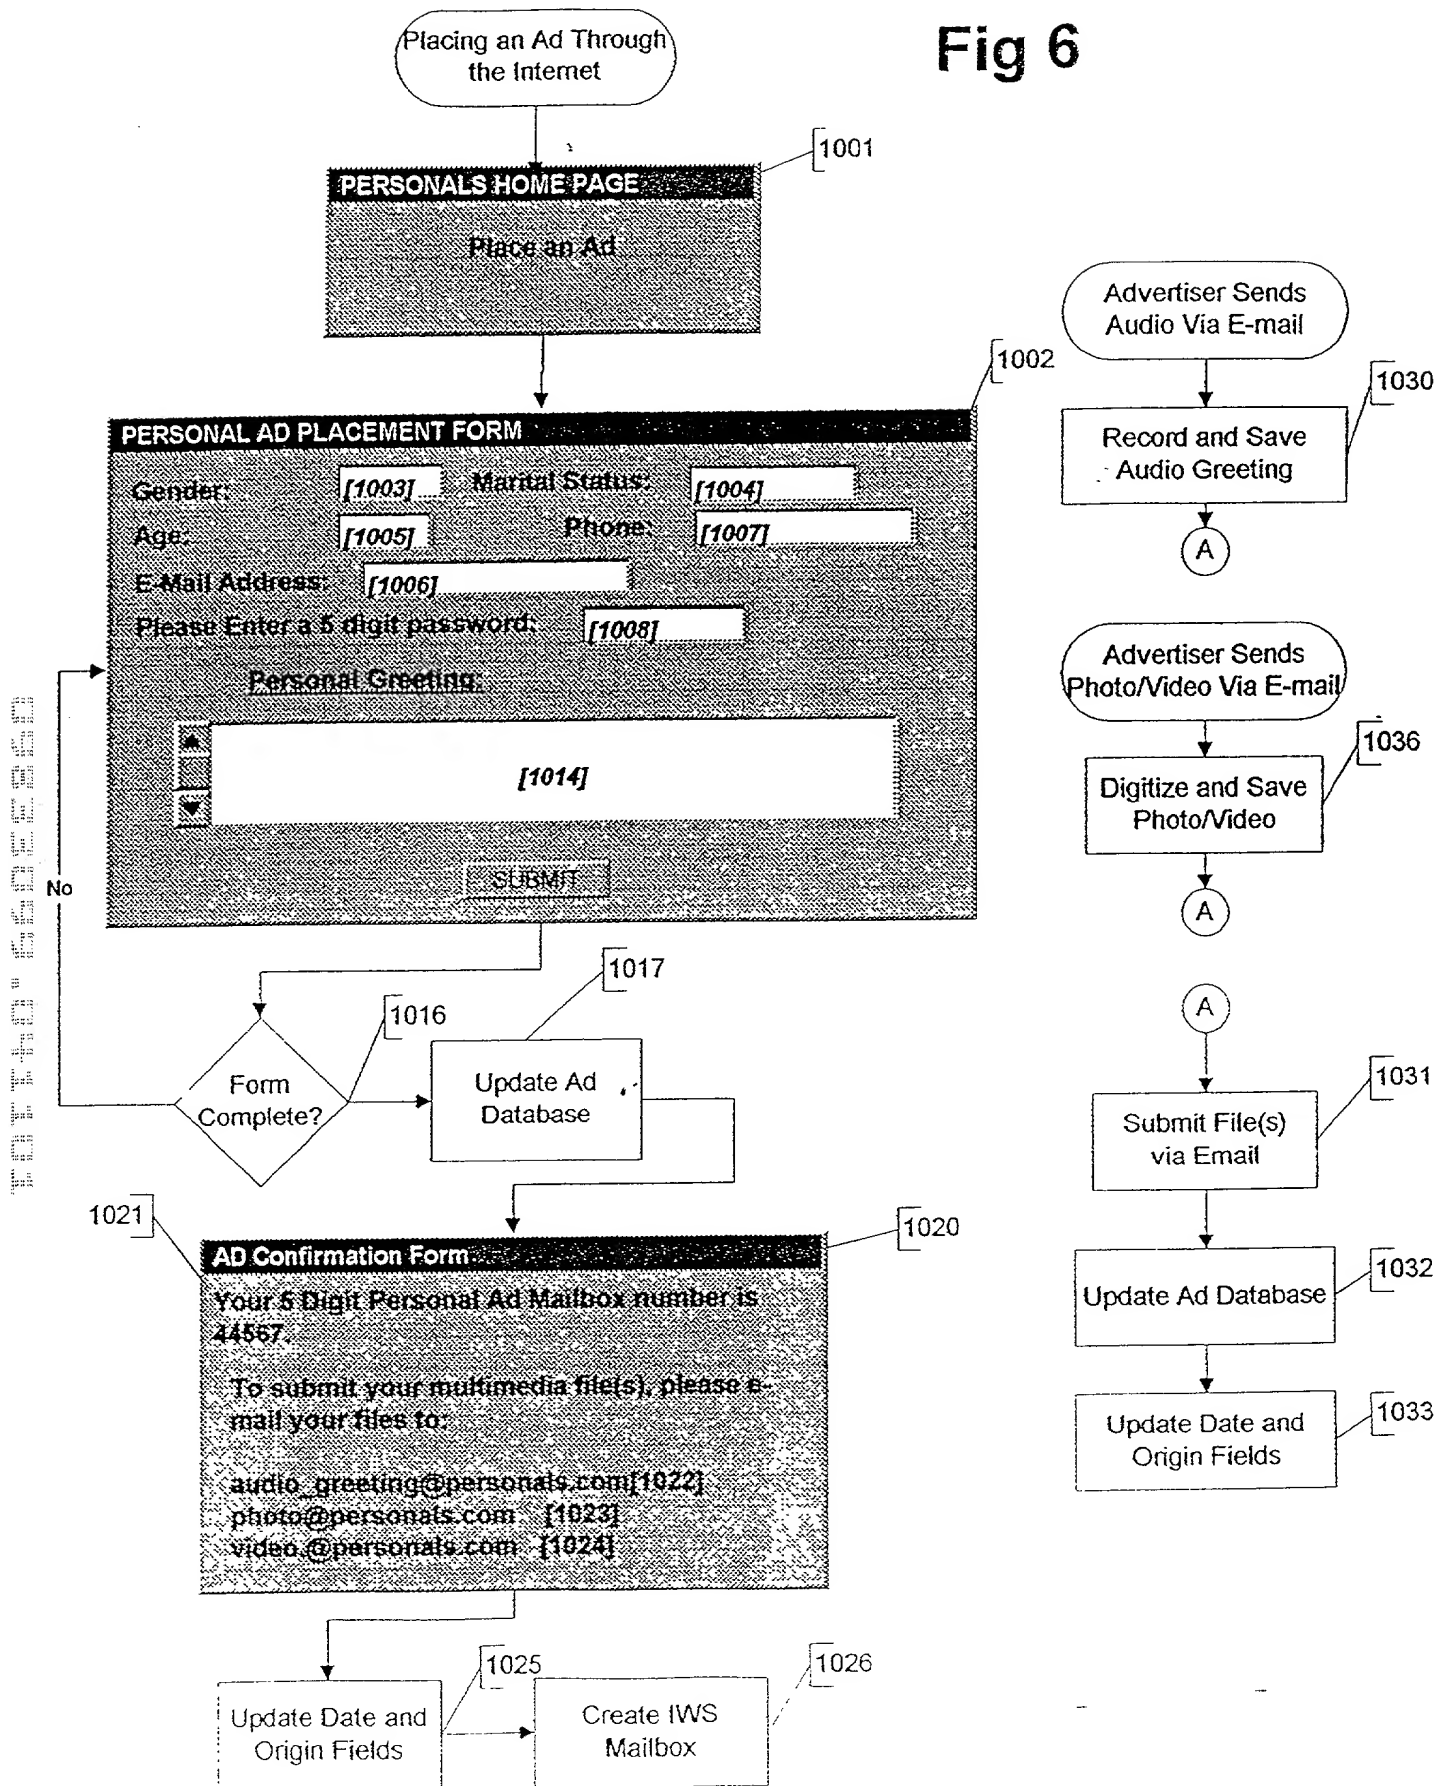 Fig 6
Placing an Ad Through
the Internet
1001
PERSONALS HOME PAGE
Place an Ad
1002
PERSONAL AD PLACEMENT FORM
Gender: [1003] Marital Status: [1004]
Age: [1005] Phone: [1007]
E-Mail Address: [1006]
Please Enter a 5 digit password: [1008]
Personal Greeting:
[1014]
SUBMIT
No
1016
Form
Complete?
1017
Update Ad
Database
1021
1020
AD Confirmation Form
Your 5 Digit Personal Ad Mailbox number is
44567.
To submit your multimedia file(s), please e-
mail your files to:
audio_greeting@personals.com[1022]
photo@personals.com [1023]
video.@personals.com [1024]
1025
Update Date and
Origin Fields
1026
Create IWS
Mailbox
Advertiser Sends
Audio Via E-mail
1030
Record and Save
Audio Greeting
A
Advertiser Sends
Photo/Video Via E-mail
1036
Digitize and Save
Photo/Video
A
A
1031
Submit File(s)
via Email
1032
Update Ad Database
1033
Update Date and
Origin Fields